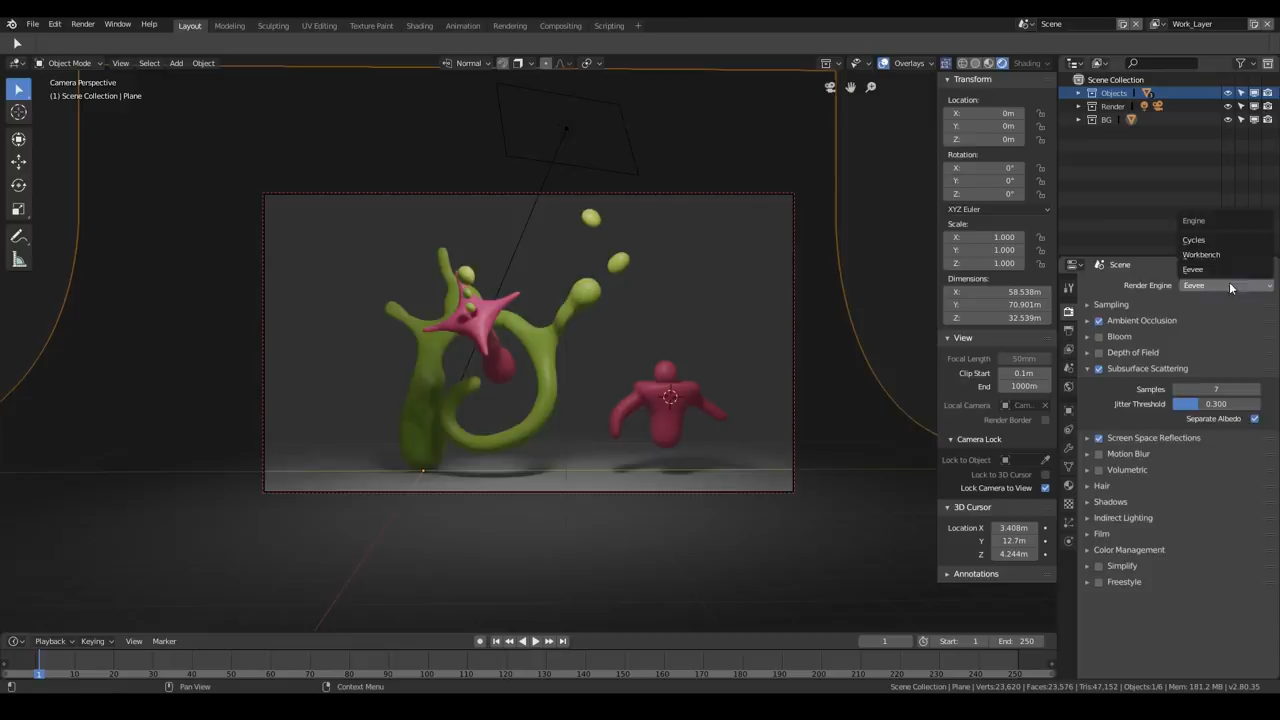 File Edit Render Window Help Layout Modeling Sculpting UV Editing Texture Paint Shading Animation Rendering Compositing Scripting + Scene Work_Layer
Object Mode View Select Add Object Normal Overlays Shading
Camera Perspective
(1) Scene Collection | Plane
Transform
Location:
X: 0m
Y: 0m
Z: 0m
Rotation:
X: 0°
Y: 0°
Z: 0°
XYZ Euler
Scale:
X: 1.000
Y: 1.000
Z: 1.000
Dimensions:
X: 58.538m
Y: 70.901m
Z: 32.539m
View
Focal Length 50mm
Clip Start 0.1m
End 1000m
Local Camera Cam...
Render Border
Camera Lock
Lock to Object
Lock to 3D Cursor
Lock Camera to View
3D Cursor
Location X 3.408m
Y 12.7m
Z 4.244m
Annotations
Scene Collection
Objects
Render
BG
Engine
Cycles
Workbench
Eevee
Scene
Render Engine Eevee
Sampling
Ambient Occlusion
Bloom
Depth of Field
Subsurface Scattering
Samples 7
Jitter Threshold 0.300
Separate Albedo
Screen Space Reflections
Motion Blur
Volumetric
Hair
Shadows
Indirect Lighting
Film
Color Management
Simplify
Freestyle
Playback Keying View Marker 1 Start: 1 End: 250
1 10 20 30 40 50 60 70 80 90 100 110 120 130 140 150 160 170 180 190 200 210 220 230 240 250
Pan View Context Menu Scene Collection | Plane | Verts:23,620 | Faces:23,576 | Tris:47,152 | Objects:1/6 | Mem: 181.2 MB | v2.80.35